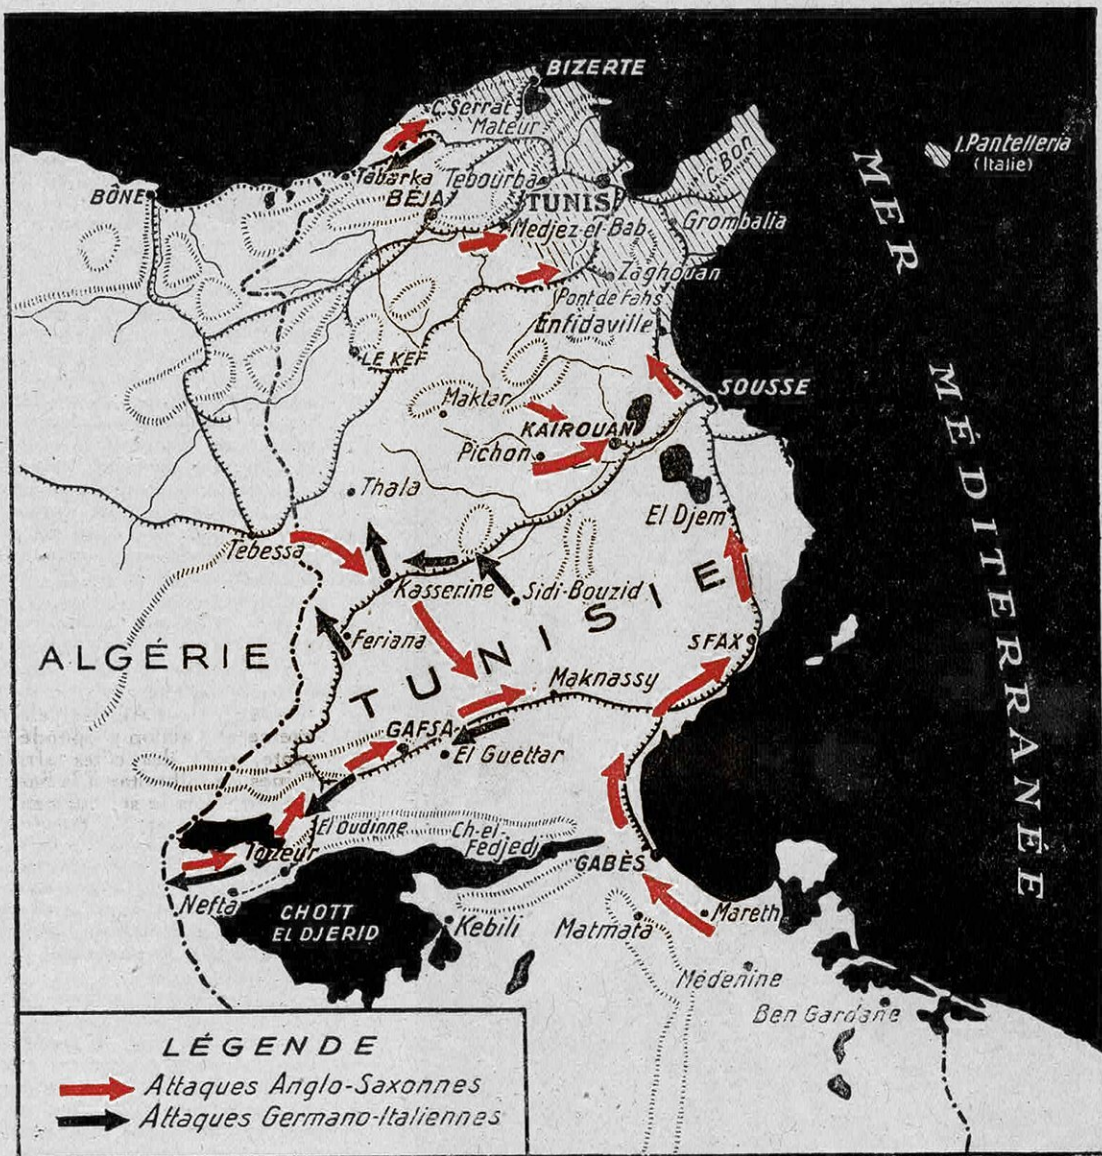 BIZERTE
C. Serrat
Mateur
I. Pantelleria
(Italie)
C. Bon
Tabarka
Tebourba
BÔNE
BÉJA
TUNIS
Grombalia
Medjez-el-Bab
Zaghouan
Pont de Fahs
Enfidaville
LE KEF
SOUSSE
Maktar
KAIROUAN
Pichon
Thala
El Djem
Tébessa
Kasserine
Sidi-Bouzid
Feriana
SFAX
ALGÉRIE
TUNISIE
MER MÉDITERRANÉE
Maknassy
GAFSA
El Guéttar
El Oudinne
Ch-el-
Fedjedj
Tozeur
GABÈS
Nefta
CHOTT
EL DJERID
Kebili
Matmata
Mareth
Médenine
Ben Gardane
LÉGENDE
Attaques Anglo-Saxonnes
Attaques Germano-Italiennes